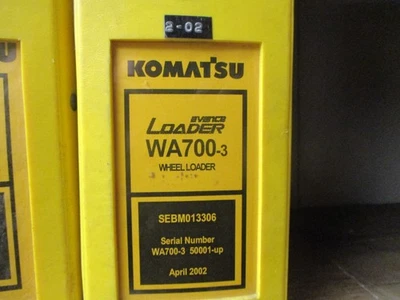 2-02
KOMATSU
avance
LOADER
WA700-3
WHEEL LOADER
SEBM013306
Serial Number
WA700-3 50001-up
April 2002